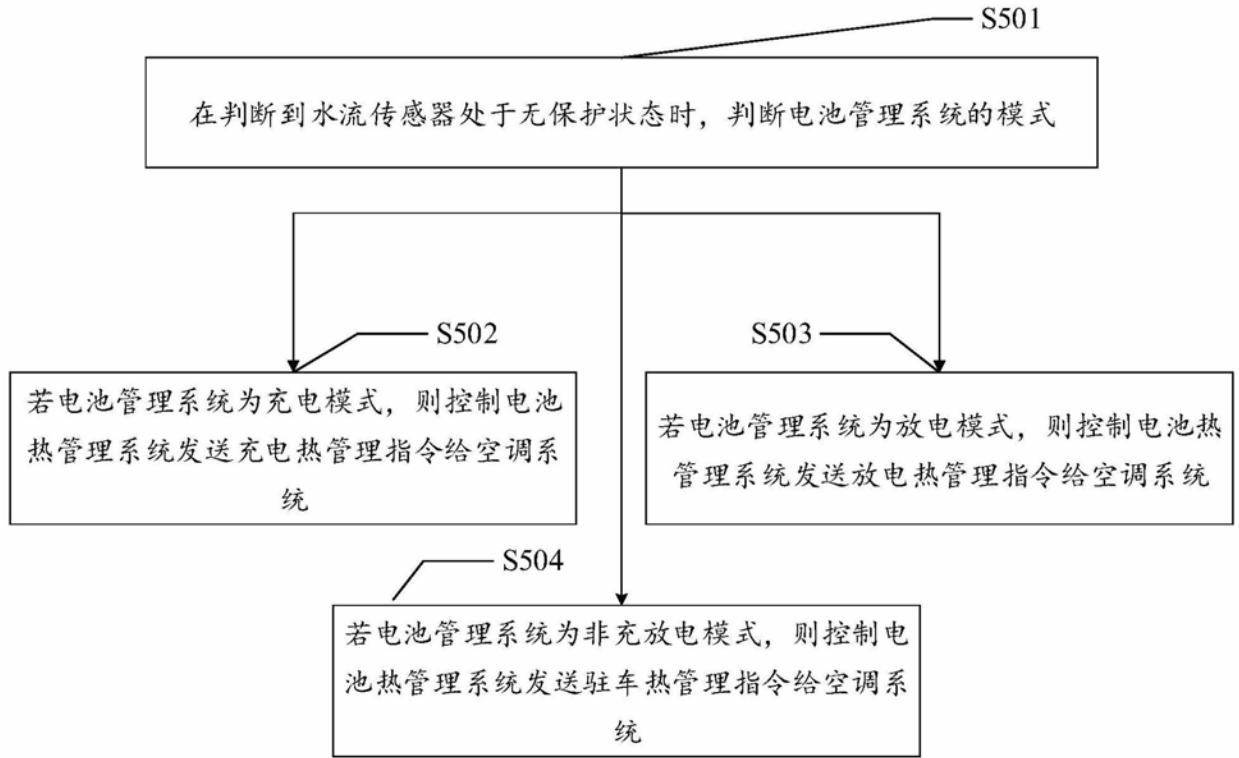 S501
在判断到水流传感器处于无保护状态时，判断电池管理系统的模式
S502
S503
若电池管理系统为充电模式，则控制电池
热管理系统发送充电热管理指令给空调系
统
若电池管理系统为放电模式，则控制电池热
管理系统发送放电热管理指令给空调系统
S504
若电池管理系统为非充放电模式，则控制电
池热管理系统发送驻车热管理指令给空调系
统